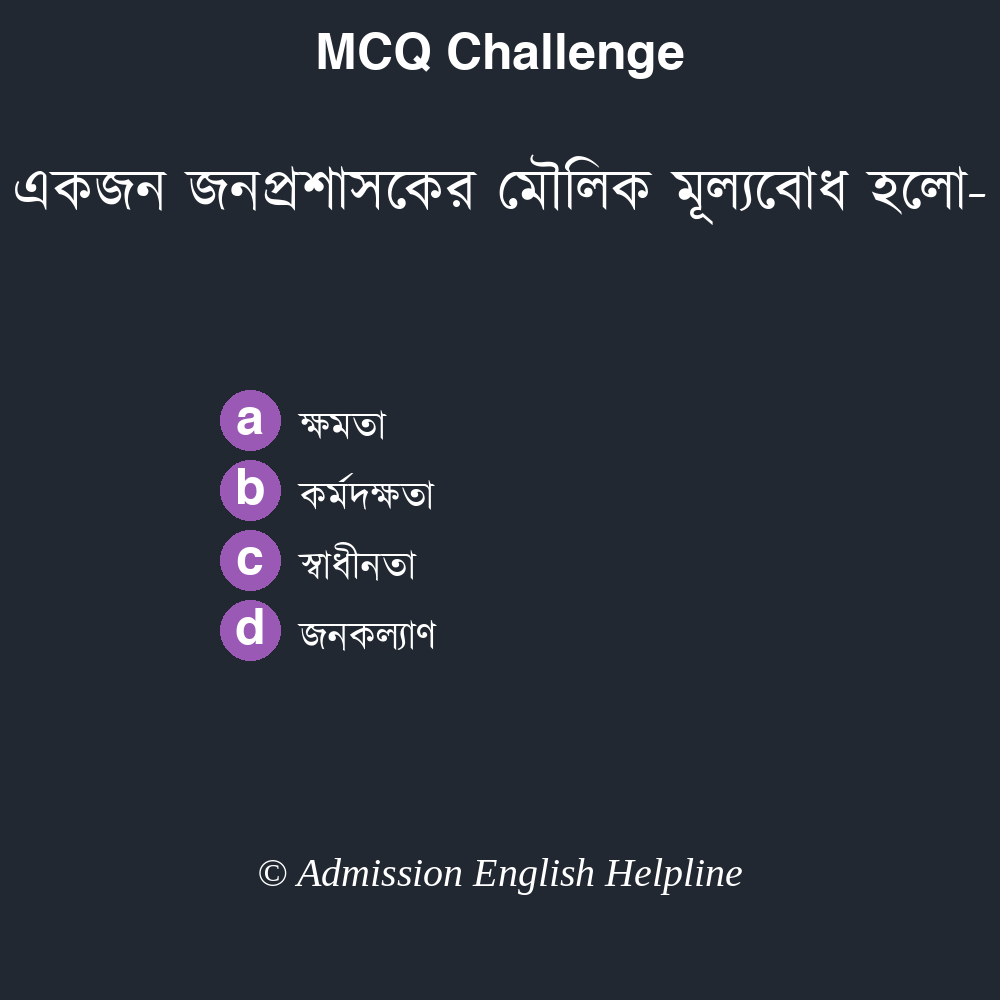 MCQ Challenge
একজন জনপ্রশাসকের মৌলিক মূল্যবোধ হলো-
a ক্ষমতা
b কর্মদক্ষতা
c স্বাধীনতা
d জনকল্যাণ
© Admission English Helpline